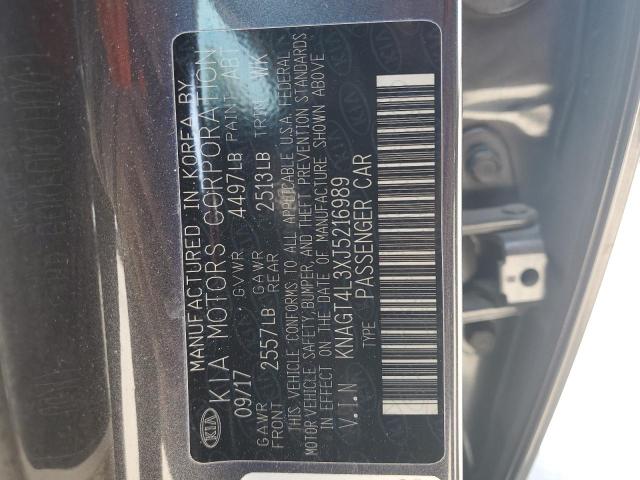 MANUFACTURED IN KOREA BY
KIA KIA MOTORS CORPORATION
09/17 GVWR 4497LB PAINT ABT
GAWR FRONT 2557LB GAWR REAR 2513LB TRIM WK
THIS VEHICLE CONFORMS TO ALL APPLICABLE U.S.A. FEDERAL
MOTOR VEHICLE SAFETY,BUMPER, AND THEFT PREVENTION STANDARDS
IN EFFECT ON THE DATE OF MANUFACTURE SHOWN ABOVE
V.I.N KNAGT4L3XJ5216989
TYPE PASSENGER CAR